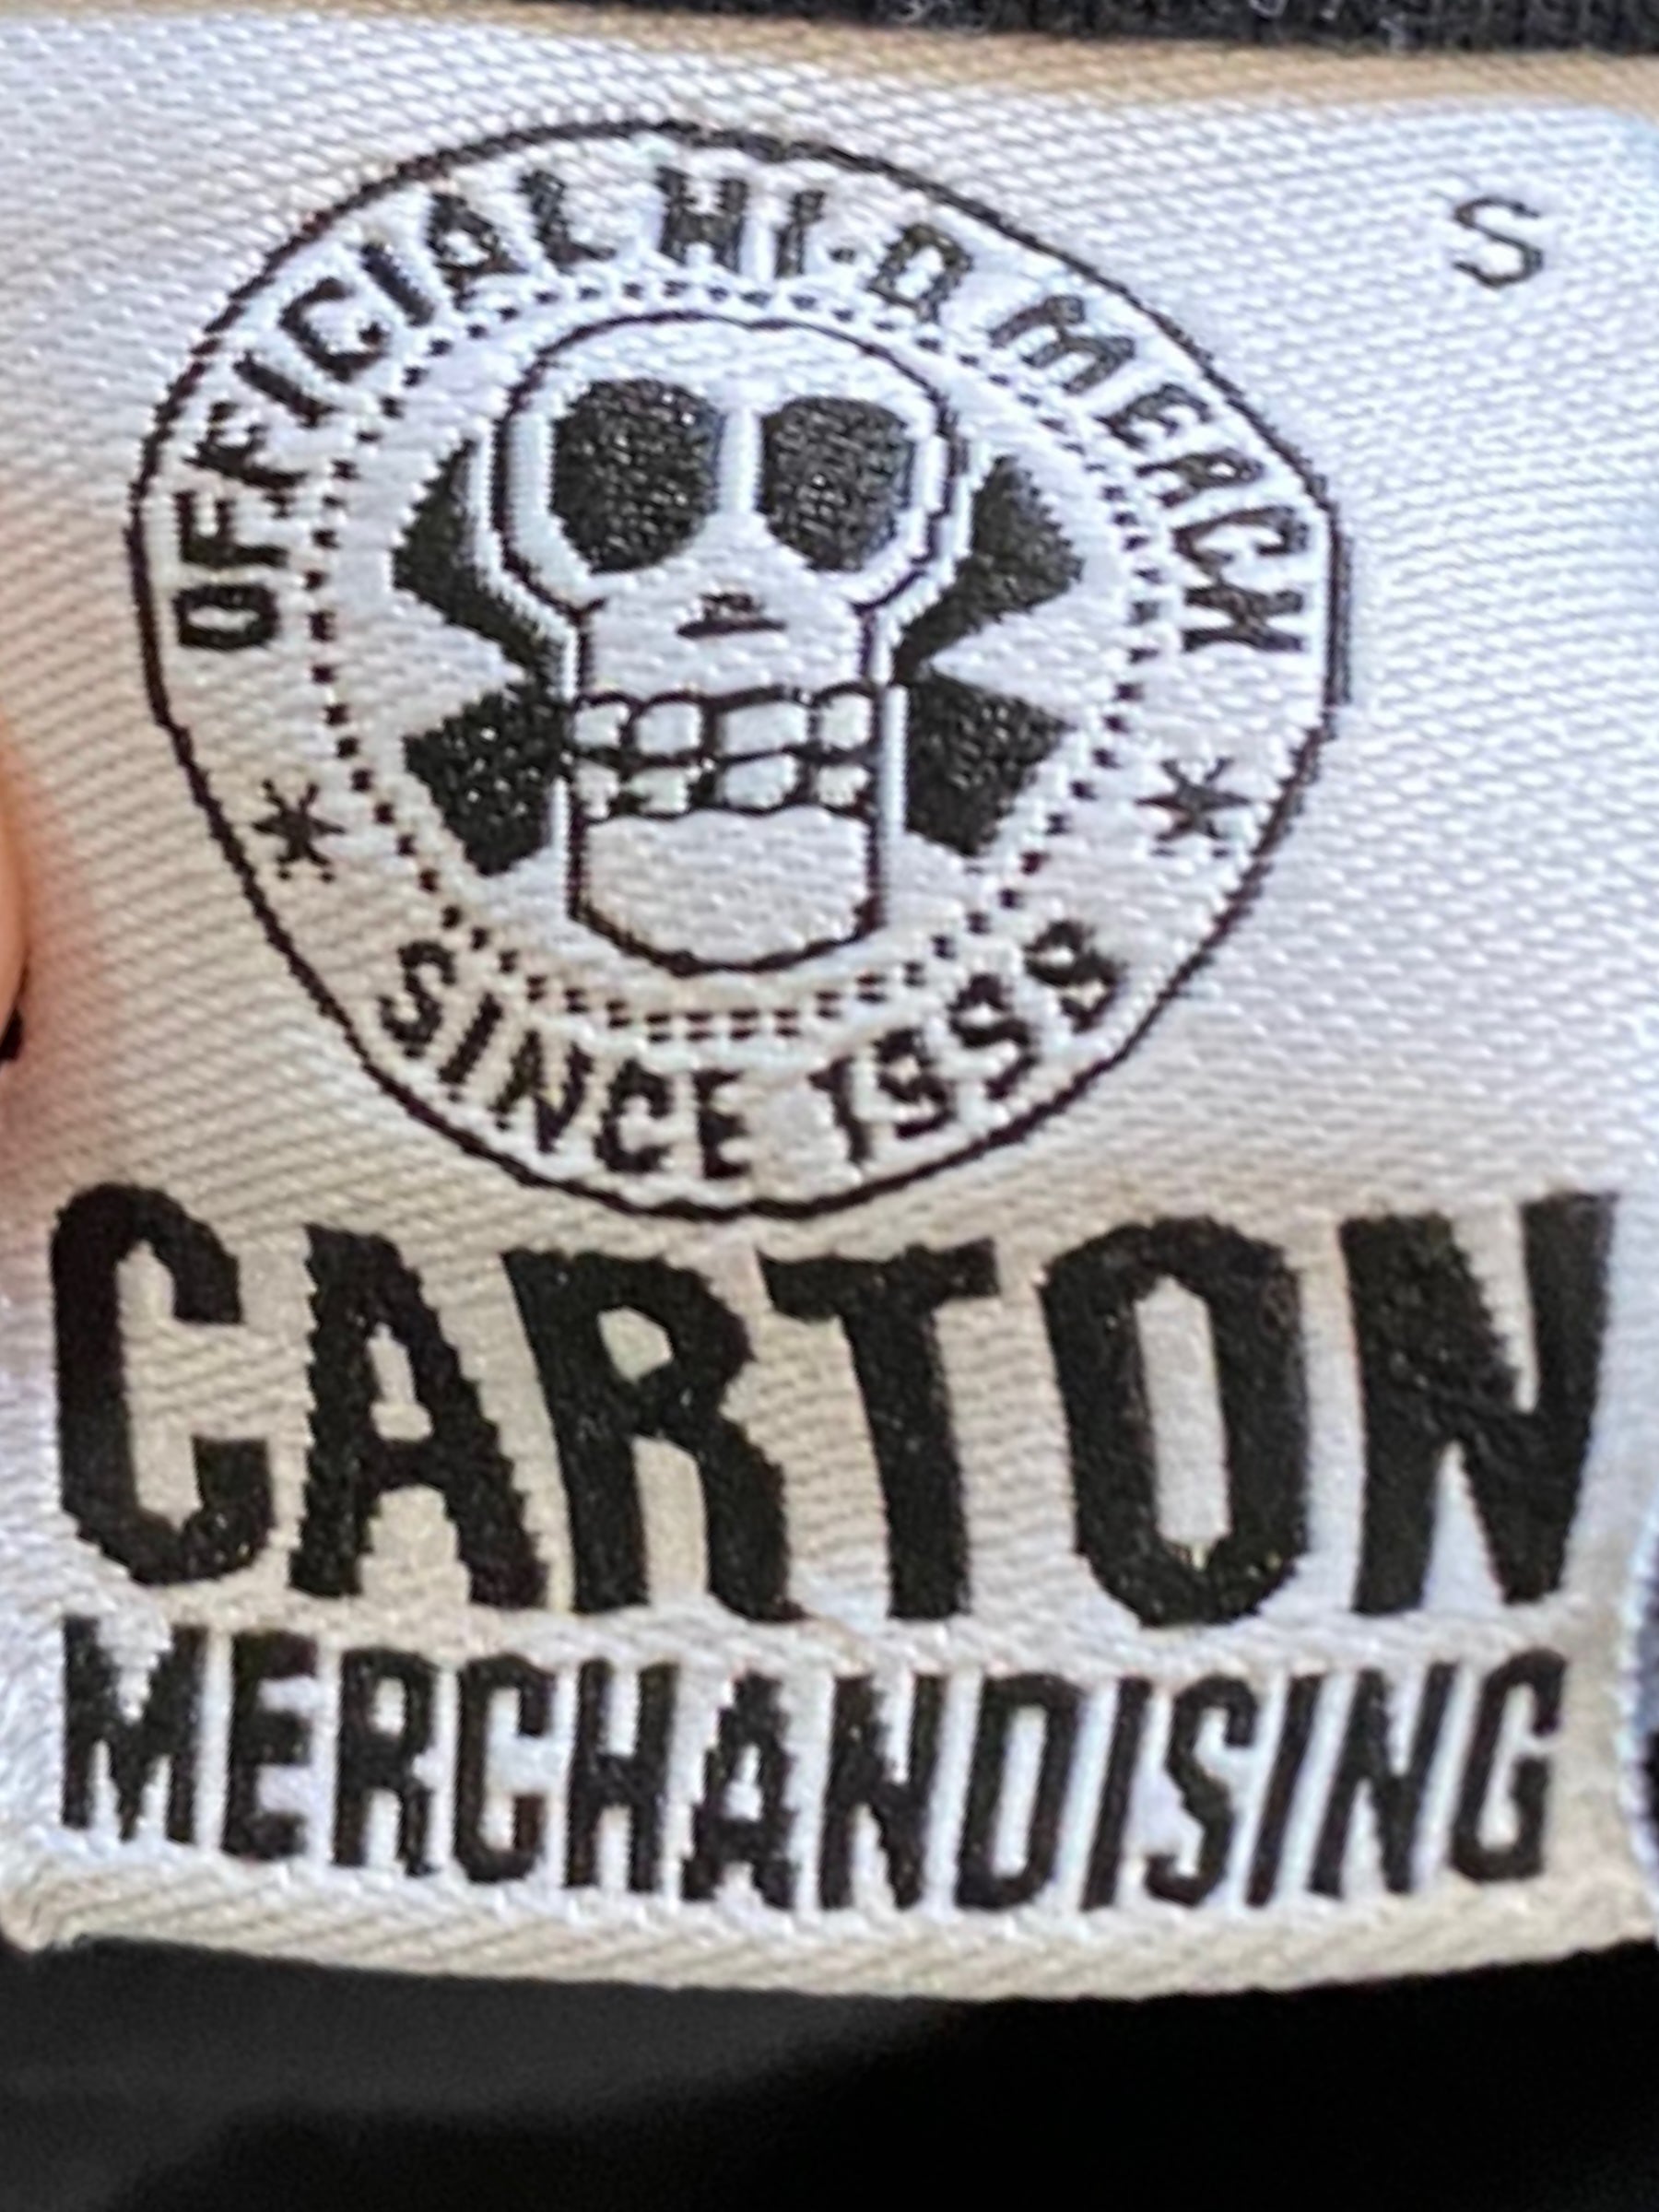 OFFICIAL HI-D MERCH
S
SINCE 1999
CARTON
MERCHANDISING